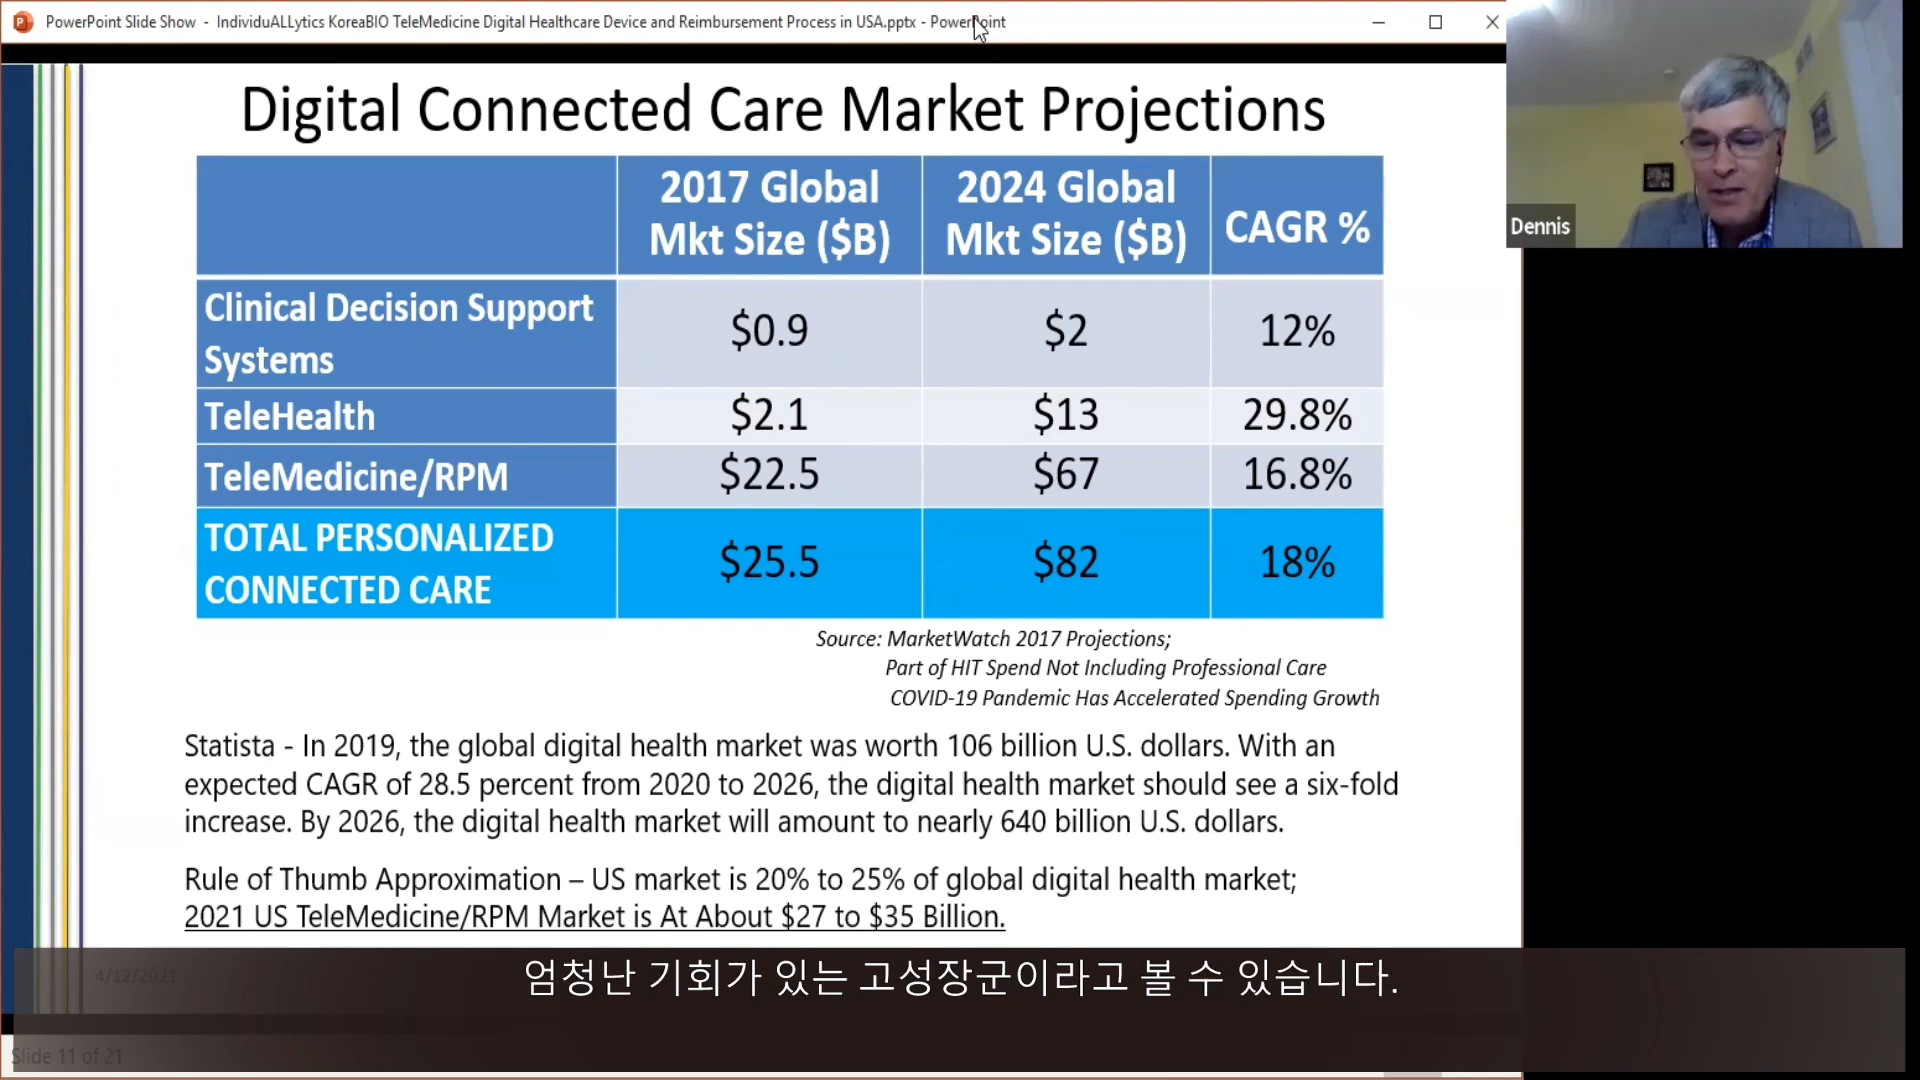 PowerPoint Slide Show - IndividuALLytics KoreaBIO TeleMedicine Digital Healthcare Device and Reimbursement Process in USA.pptx - PowerPoint
Digital Connected Care Market Projections
2017 Global Mkt Size ($B)
2024 Global Mkt Size ($B)
CAGR %
Clinical Decision Support Systems
$0.9
$2
12%
TeleHealth
$2.1
$13
29.8%
TeleMedicine/RPM
$22.5
$67
16.8%
TOTAL PERSONALIZED CONNECTED CARE
$25.5
$82
18%
Source: MarketWatch 2017 Projections;
Part of HIT Spend Not Including Professional Care
COVID-19 Pandemic Has Accelerated Spending Growth
Statista - In 2019, the global digital health market was worth 106 billion U.S. dollars. With an
expected CAGR of 28.5 percent from 2020 to 2026, the digital health market should see a six-fold
increase. By 2026, the digital health market will amount to nearly 640 billion U.S. dollars.
Rule of Thumb Approximation – US market is 20% to 25% of global digital health market;
2021 US TeleMedicine/RPM Market is At About $27 to $35 Billion.
4/12/2021
엄청난 기회가 있는 고성장군이라고 볼 수 있습니다.
Slide 11 of 21
Dennis